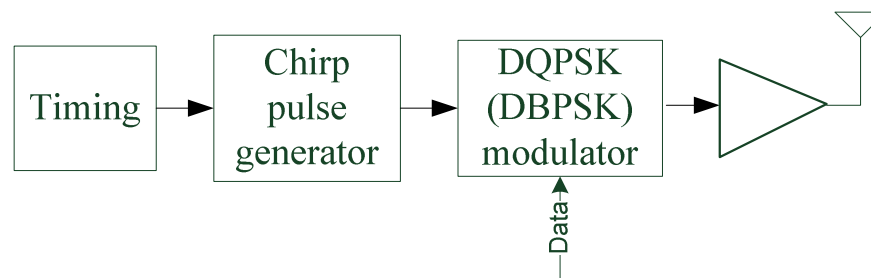 Timing
Chirp
pulse
generator
DQPSK
(DBPSK)
modulator
Data